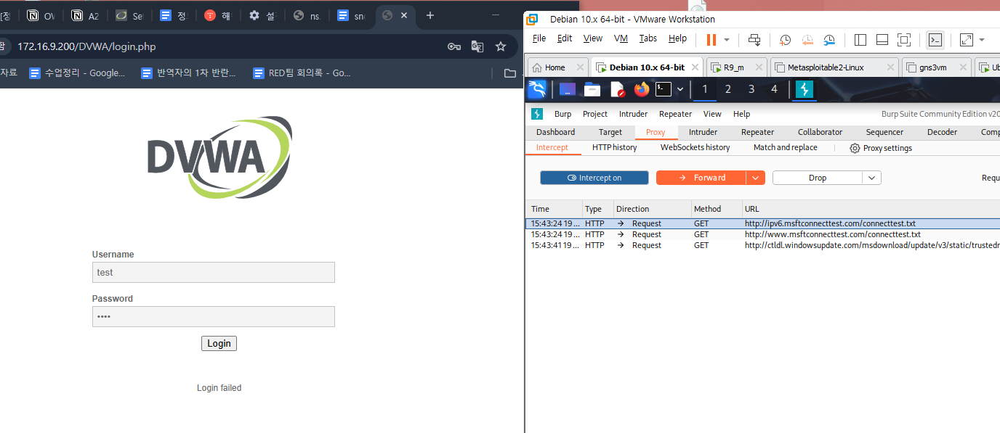 [정 OW A2 Se 정 해 설 ns. sn
172.16.9.200/DVWA/login.php
자료 수업정리 - Google... 반역자의 1차 반란... RED팀 회의록 - Go...
DVWA
Username
test
Password
••••
Login
Login failed
Debian 10.x 64-bit - VMware Workstation
File Edit View VM Tabs Help
Home Debian 10.x 64-bit R9_m Metasploitable2-Linux gns3vm Ub
1 2 3 4
Burp Project Intruder Repeater View Help Burp Suite Community Edition v20
Dashboard Target Proxy Intruder Repeater Collaborator Sequencer Decoder Comp
Intercept HTTP history WebSockets history Match and replace Proxy settings
Intercept on Forward Drop Requ
Time Type Direction Method URL
15:43:24 19 ... HTTP → Request GET http://ipv6.msftconnecttest.com/connecttest.txt
15:43:24 19 ... HTTP → Request GET http://www.msftconnecttest.com/connecttest.txt
15:43:41 19 ... HTTP → Request GET http://ctldl.windowsupdate.com/msdownload/update/v3/static/trustedr